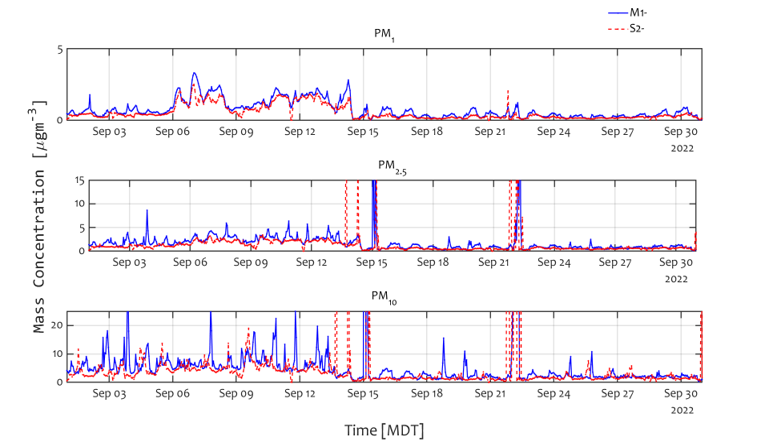 M1-
S2-
PM1
5
0
Sep 03 Sep 06 Sep 09 Sep 12 Sep 15 Sep 18 Sep 21 Sep 24 Sep 27 Sep 30
2022
PM2.5
15
10
5
0
Sep 03 Sep 06 Sep 09 Sep 12 Sep 15 Sep 18 Sep 21 Sep 24 Sep 27 Sep 30
2022
PM10
20
10
0
Sep 03 Sep 06 Sep 09 Sep 12 Sep 15 Sep 18 Sep 21 Sep 24 Sep 27 Sep 30
2022
Mass Concentration [μgm⁻³]
Time [MDT]